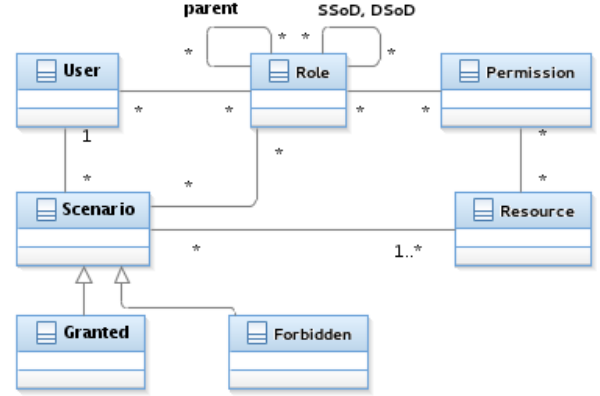 parent SSoD, DSoD
* * * *
User Role Permission
* * * *
1 * *
* * *
Scenario Resource
* 1..*
Granted Forbidden